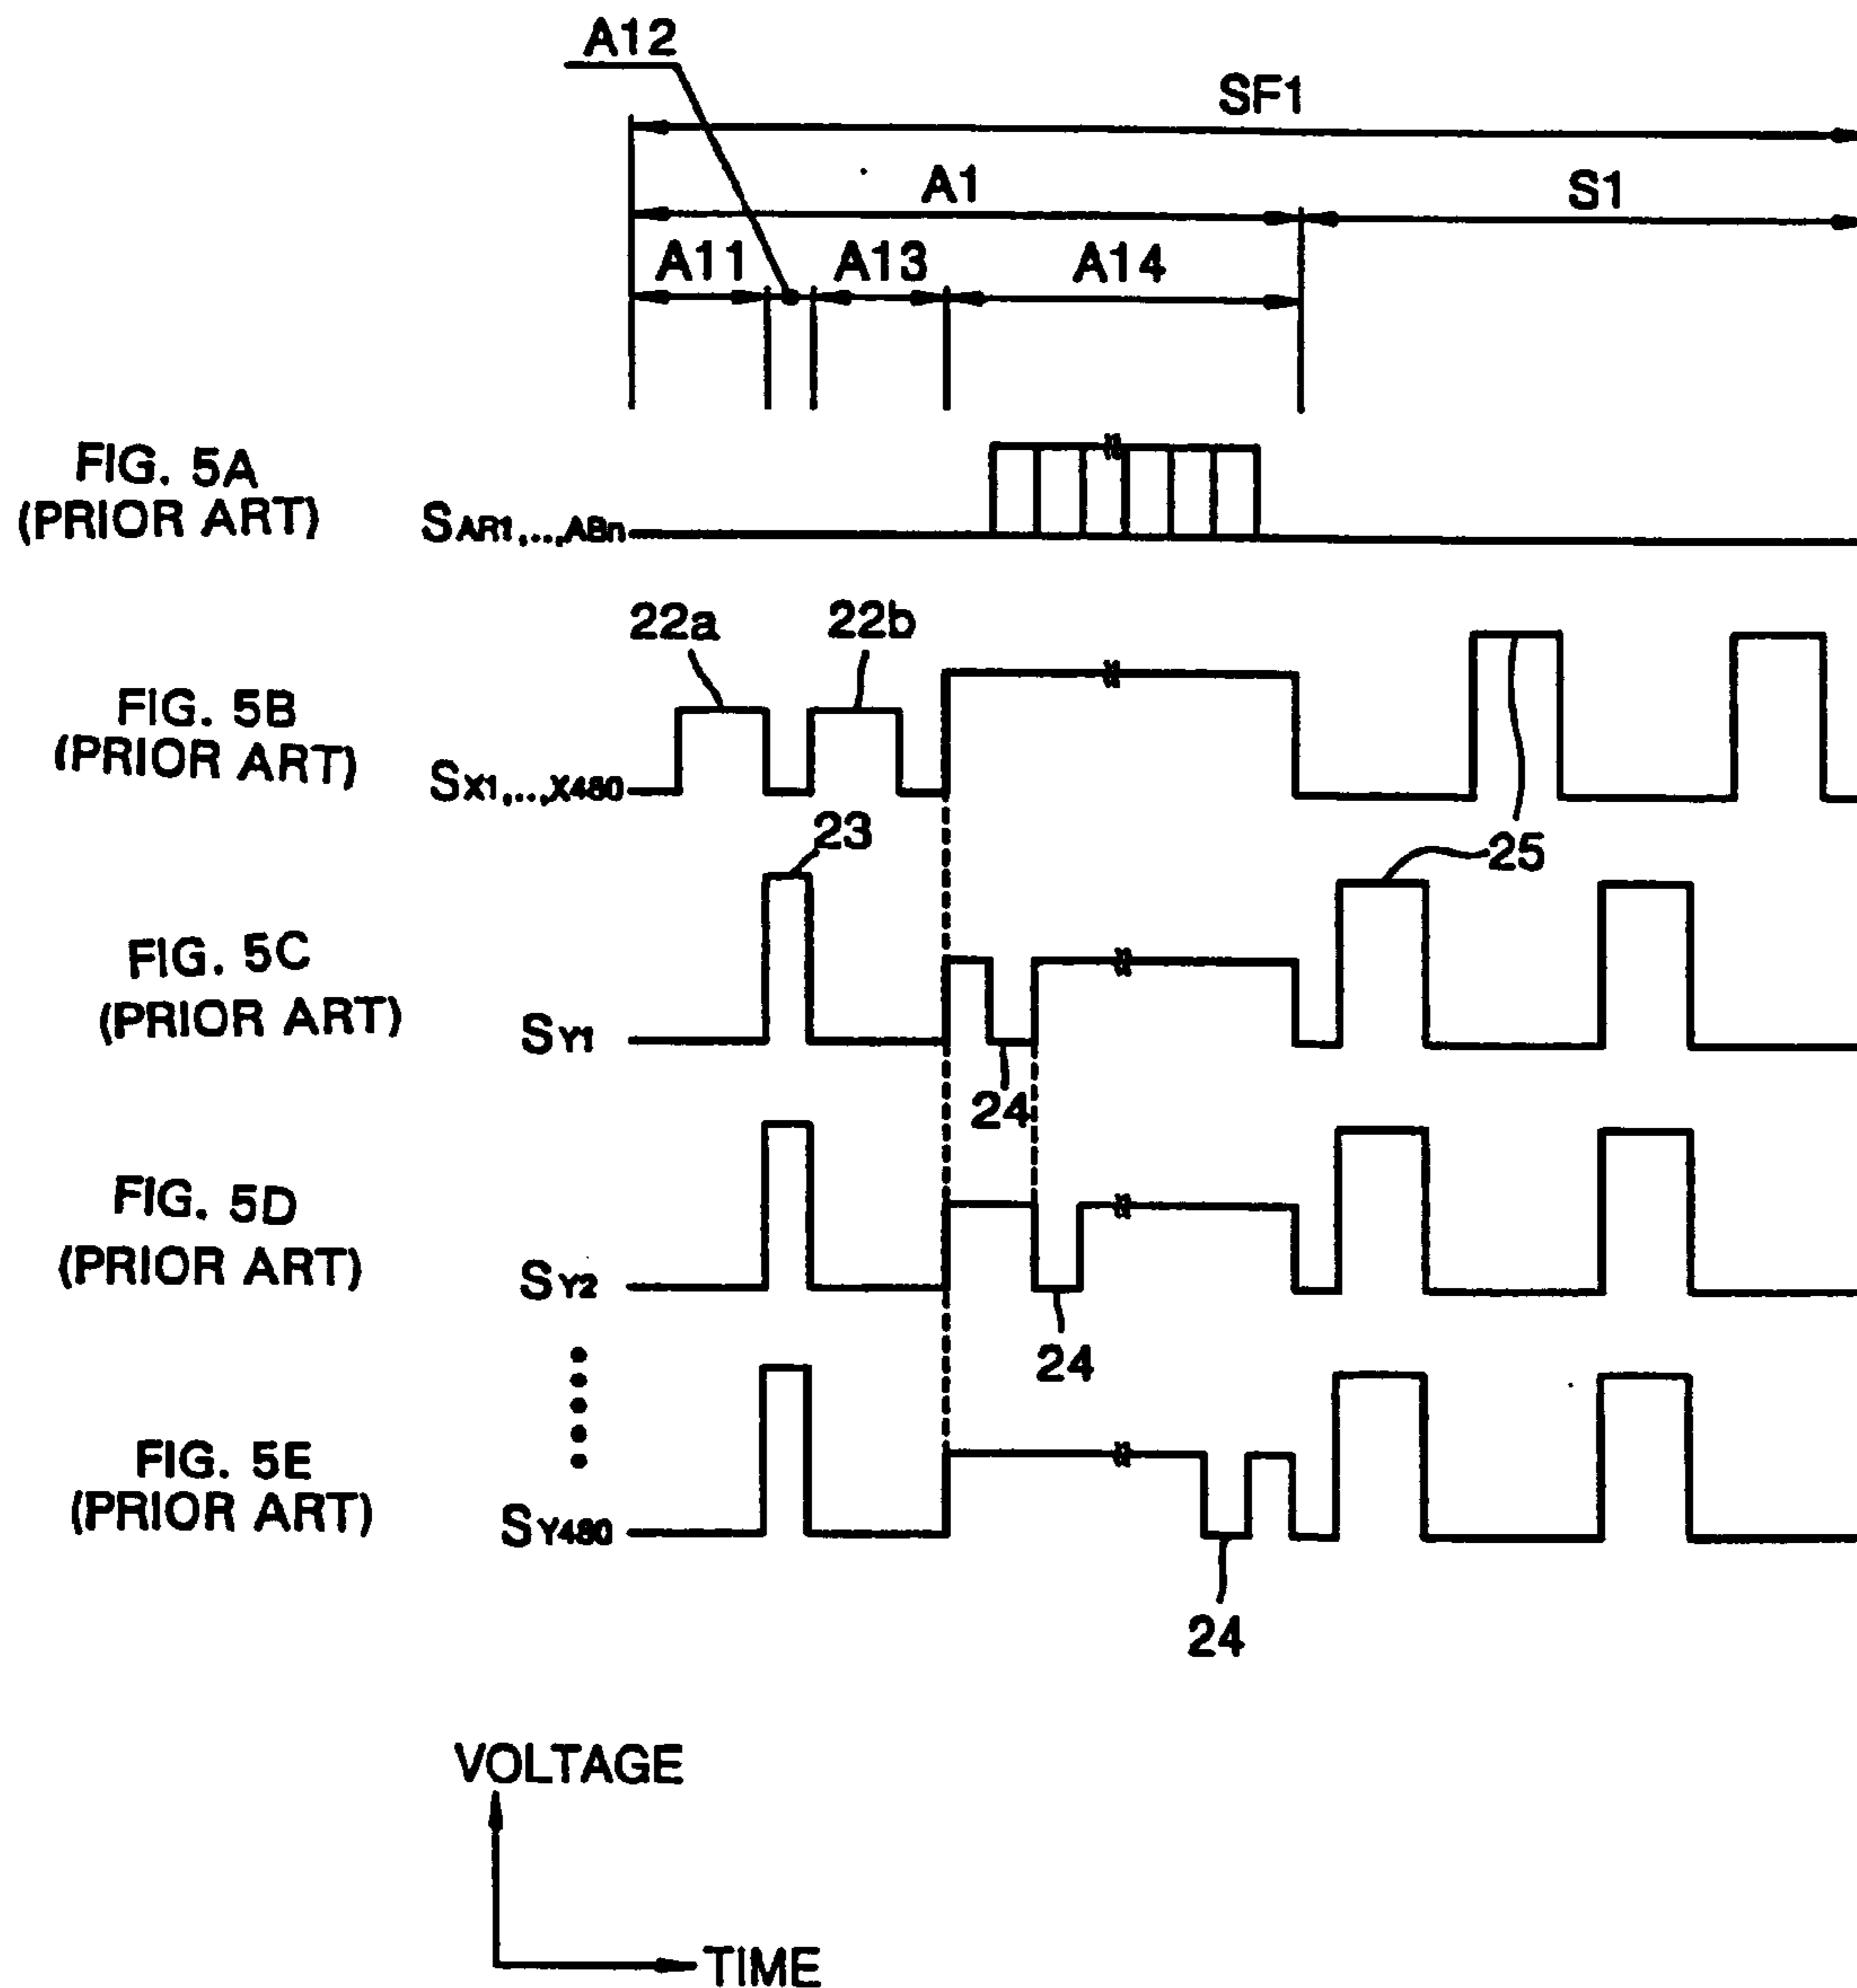 A12
SF1
A1
S1
A11
A13
A14
FIG. 5A
(PRIOR ART)
SAR1,...,ABn
22a
22b
FIG. 5B
(PRIOR ART)
SX1,...,X480
23
25
FIG. 5C
(PRIOR ART)
SY1
24
FIG. 5D
(PRIOR ART)
SY2
24
FIG. 5E
(PRIOR ART)
SY480
24
VOLTAGE
TIME